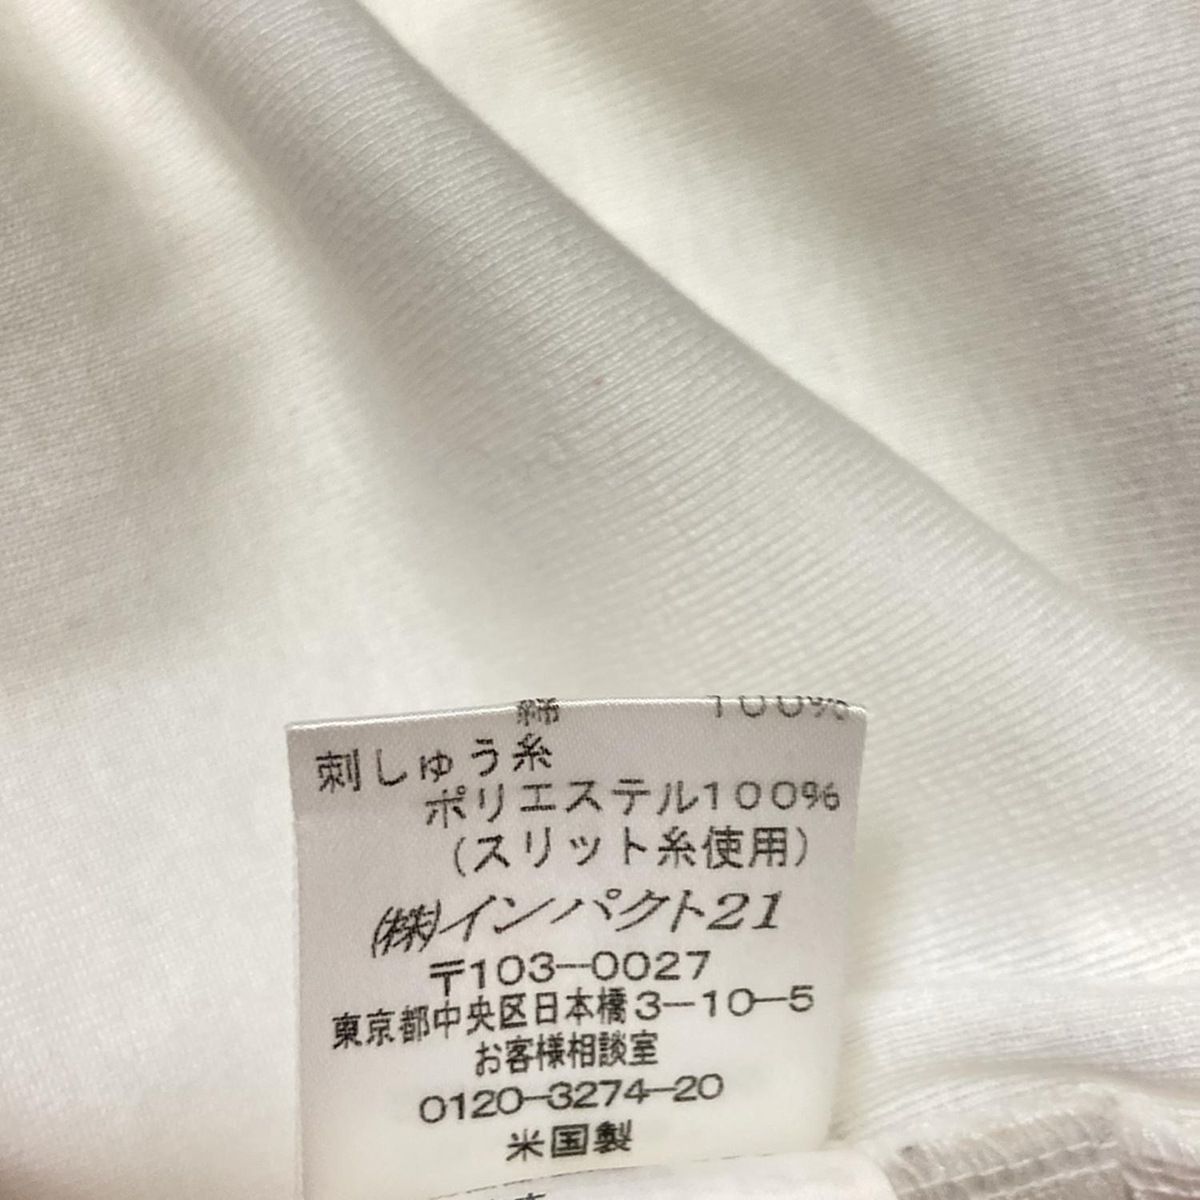 綿 100%
刺しゅう糸
ポリエステル100%
(スリット糸使用)
(株)インパクト21
〒103-0027
東京都中央区日本橋3-10-5
お客様相談室
0120-3274-20
米国製